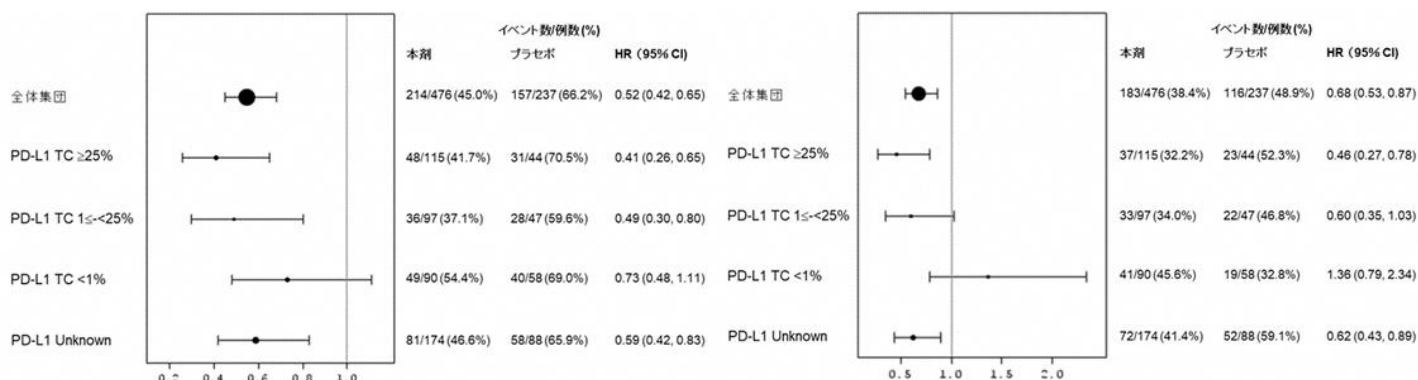 イベント数/例数(%)
本剤 プラセボ HR (95% CI)
全体集団 214/476 (45.0%) 157/237 (66.2%) 0.52 (0.42, 0.65)
PD-L1 TC ≥25% 48/115 (41.7%) 31/44 (70.5%) 0.41 (0.26, 0.65)
PD-L1 TC 1≤-<25% 36/97 (37.1%) 28/47 (59.6%) 0.49 (0.30, 0.80)
PD-L1 TC <1% 49/90 (54.4%) 40/58 (69.0%) 0.73 (0.48, 1.11)
PD-L1 Unknown 81/174 (46.6%) 58/88 (65.9%) 0.59 (0.42, 0.83)
0.2 0.4 0.6 0.8 1.0
イベント数/例数(%)
本剤 プラセボ HR (95% CI)
全体集団 183/476 (38.4%) 116/237 (48.9%) 0.68 (0.53, 0.87)
PD-L1 TC ≥25% 37/115 (32.2%) 23/44 (52.3%) 0.46 (0.27, 0.78)
PD-L1 TC 1≤-<25% 33/97 (34.0%) 22/47 (46.8%) 0.60 (0.35, 1.03)
PD-L1 TC <1% 41/90 (45.6%) 19/58 (32.8%) 1.36 (0.79, 2.34)
PD-L1 Unknown 72/174 (41.4%) 52/88 (59.1%) 0.62 (0.43, 0.89)
0.5 1.0 1.5 2.0